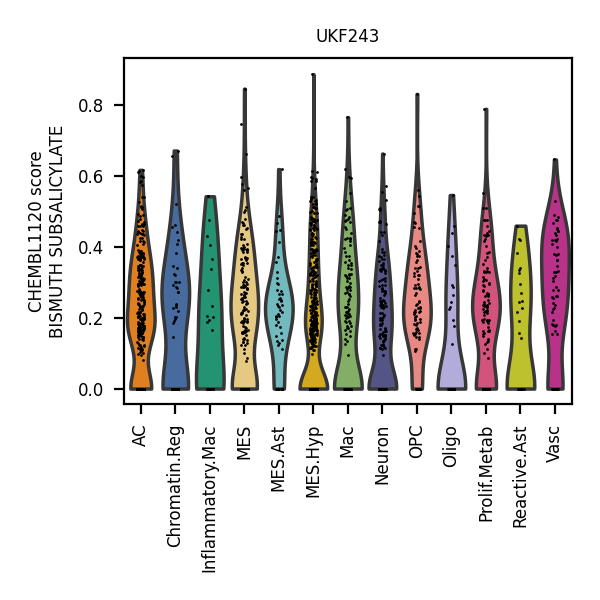 UKF243
CHEMBL1120 score
BISMUTH SUBSALICYLATE
0.8
0.6
0.4
0.2
0.0
AC
Chromatin.Reg
Inflammatory.Mac
MES
MES.Ast
MES.Hyp
Mac
Neuron
OPC
Oligo
Prolif.Metab
Reactive.Ast
Vasc